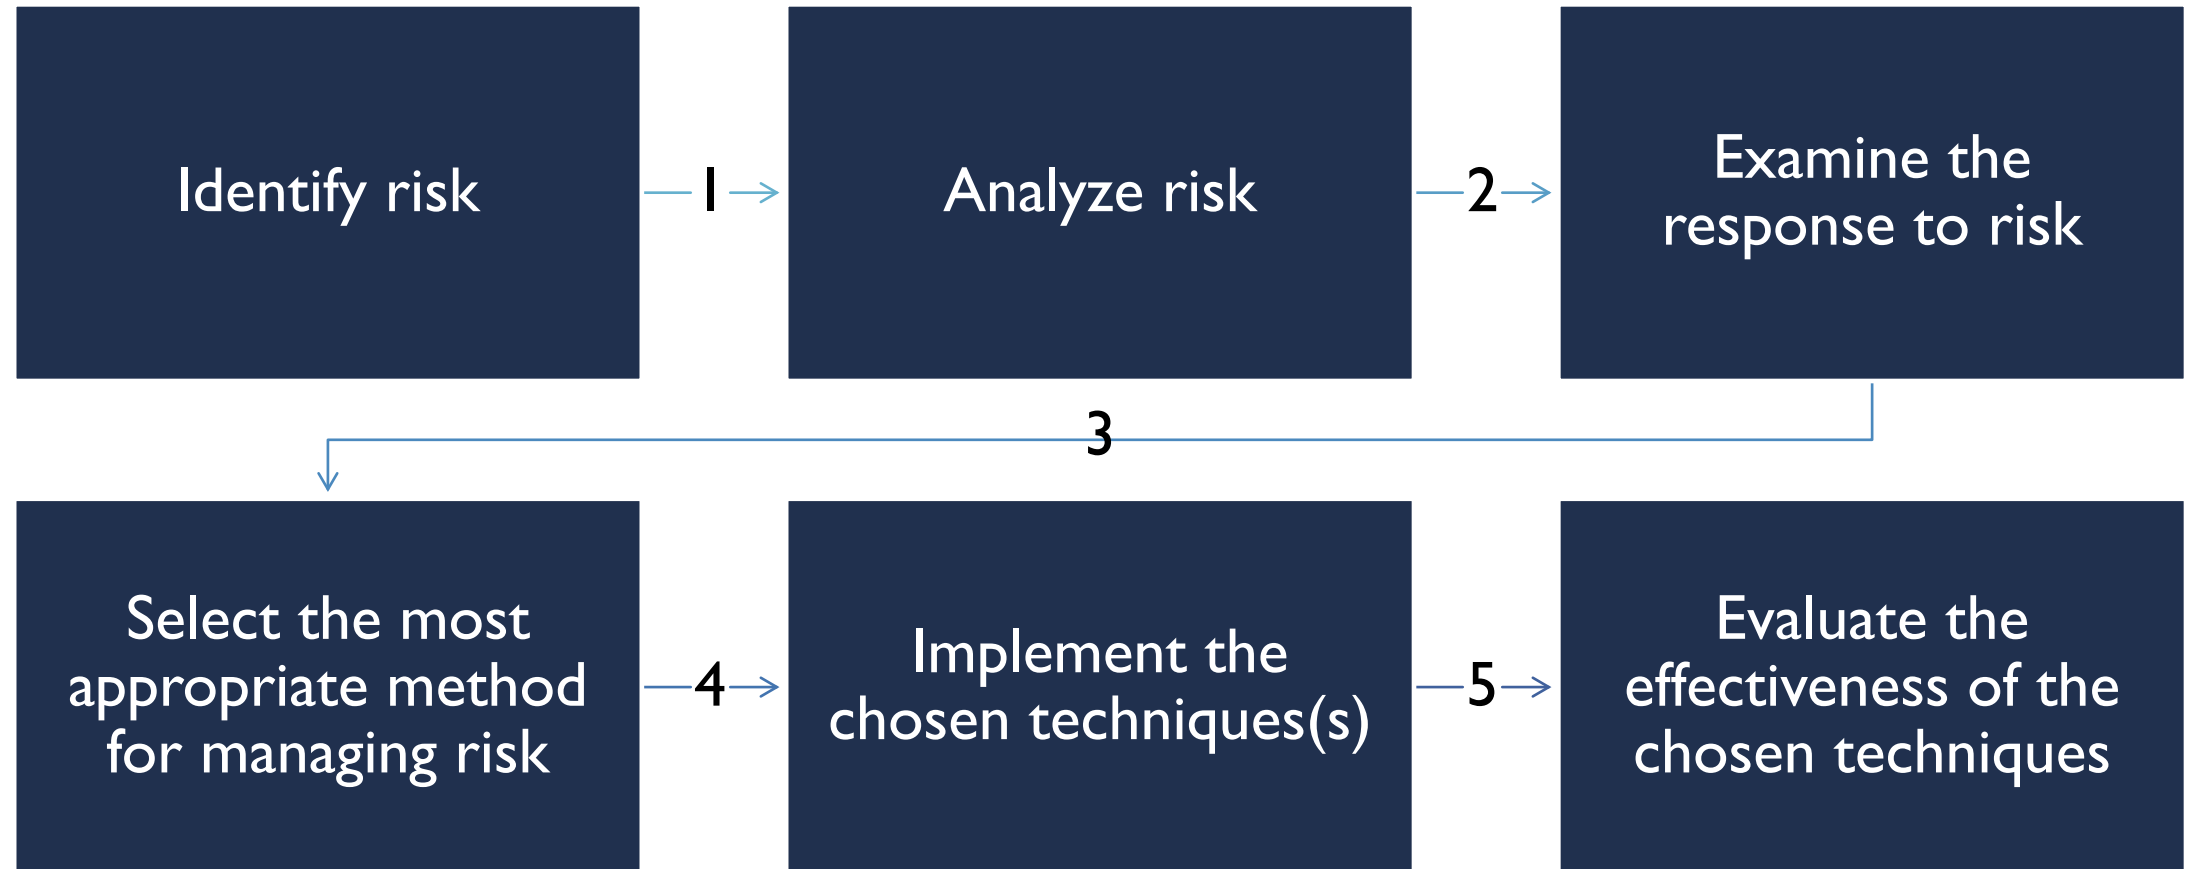 Identify risk
1
Analyze risk
2
Examine the
response to risk
3
Select the most
appropriate method
for managing risk
4
Implement the
chosen techniques(s)
5
Evaluate the
effectiveness of the
chosen techniques